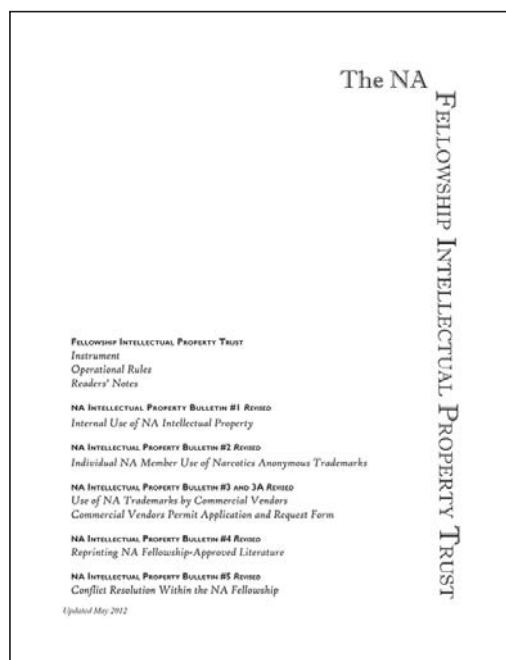 The NA
FELLOWSHIP INTELLECTUAL PROPERTY TRUST
FELLOWSHIP INTELLECTUAL PROPERTY TRUST
Instrument
Operational Rules
Readers' Notes
NA INTELLECTUAL PROPERTY BULLETIN #1 REVISED
Internal Use of NA Intellectual Property
NA INTELLECTUAL PROPERTY BULLETIN #2 REVISED
Individual NA Member Use of Narcotics Anonymous Trademarks
NA INTELLECTUAL PROPERTY BULLETIN #3 AND 3A REVISED
Use of NA Trademarks by Commercial Vendors
Commercial Vendors Permit Application and Request Form
NA INTELLECTUAL PROPERTY BULLETIN #4 REVISED
Reprinting NA Fellowship-Approved Literature
NA INTELLECTUAL PROPERTY BULLETIN #5 REVISED
Conflict Resolution Within the NA Fellowship
Updated May 2012